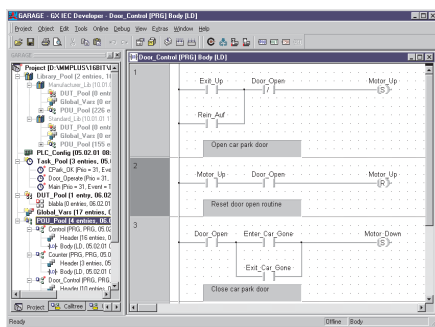 GARAGE - GX IEC Developer - Door_Control [PRG] Body [LD]
Project Object Edit Tools Online Debug View Extras Window Help
GARAGE
Project [D:\MMPLUS\16BIT\
Library_Pool [2 entries, 1
Manufacturer_Lib (10.01.01
DUT_Pool (0 entr
Global_Vars (0 en
POU_Pool (226 e
Standard_Lib (10.01.01 1
DUT_Pool (0 entr
Global_Vars (0 en
POU_Pool (155 e
PLC_Config (05.02.01 08:
Task_Pool [3 entries, 05.
CPark_OK (Prio = 31, Eve
Door_Operate (Prio = 31,
Main (Prio = 31, Event = T
DUT_Pool (1 entry, 06.02
blabla (0 entries, 06.02.01
Global_Vars (17 entries, (
POU_Pool [4 entries, 06.0
Control (PRG, PRG, 05.02
Header (16 entries, 0
Body (LD, 05.02.01 0
Counter (PRG, PRG, 05.0
Header (3 entries, 05
Body (LD, 05.02.01 0
Door_Control (PRG, PRG,
Header (10 entries, 0
Project Calltree
Door_Control [PRG] Body [LD]
1
Exit_Up Door_Open Motor_Up
/ S
Rein_Auf
Open car park door
2
Motor_Up Door_Open Motor_Up
R
Reset door open routine
3
Door_Open Enter_Car_Gone Motor_Down
S
Exit_Car_Gone
Close car park door
Ready Offline Body